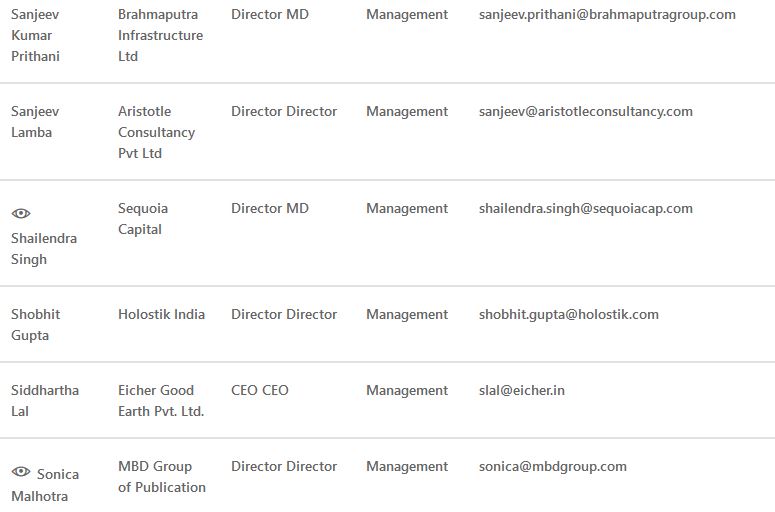 Sanjeev Kumar Prithani Brahmaputra Infrastructure Ltd Director MD Management sanjeev.prithani@brahmaputragroup.com
Sanjeev Lamba Aristotle Consultancy Pvt Ltd Director Director Management sanjeev@aristotleconsultancy.com
Shailendra Singh Sequoia Capital Director MD Management shailendra.singh@sequoiacap.com
Shobhit Gupta Holostik India Director Director Management shobhit.gupta@holostik.com
Siddhartha Lal Eicher Good Earth Pvt. Ltd. CEO CEO Management slal@eicher.in
Sonica Malhotra MBD Group of Publication Director Director Management sonica@mbdgroup.com